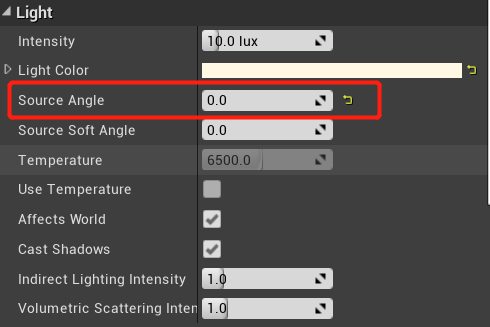 Light
Intensity 10.0 lux
Light Color
Source Angle 0.0
Source Soft Angle 0.0
Temperature 6500.0
Use Temperature
Affects World
Cast Shadows
Indirect Lighting Intensity 1.0
Volumetric Scattering Inten 1.0